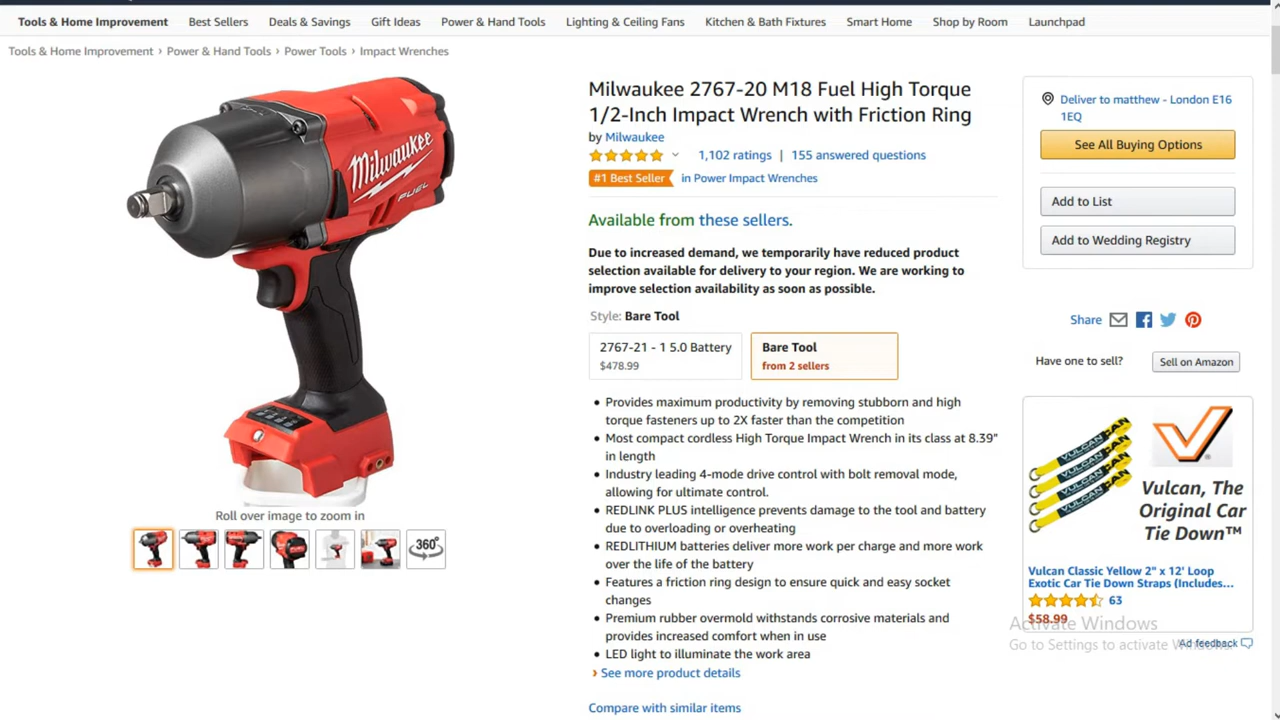 Tools & Home Improvement Best Sellers Deals & Savings Gift Ideas Power & Hand Tools Lighting & Ceiling Fans Kitchen & Bath Fixtures Smart Home Shop by Room Launchpad
Tools & Home Improvement › Power & Hand Tools › Power Tools › Impact Wrenches
Milwaukee
FUEL
Roll over image to zoom in
360°
Milwaukee 2767-20 M18 Fuel High Torque
1/2-Inch Impact Wrench with Friction Ring
by Milwaukee
1,102 ratings | 155 answered questions
#1 Best Seller in Power Impact Wrenches
Available from these sellers.
Due to increased demand, we temporarily have reduced product
selection available for delivery to your region. We are working to
improve selection availability as soon as possible.
Style: Bare Tool
2767-21 - 1 5.0 Battery
$478.99
Bare Tool
from 2 sellers
• Provides maximum productivity by removing stubborn and high
torque fasteners up to 2X faster than the competition
• Most compact cordless High Torque Impact Wrench in its class at 8.39"
in length
• Industry leading 4-mode drive control with bolt removal mode,
allowing for ultimate control.
• REDLINK PLUS intelligence prevents damage to the tool and battery
due to overloading or overheating
• REDLITHIUM batteries deliver more work per charge and more work
over the life of the battery
• Features a friction ring design to ensure quick and easy socket
changes
• Premium rubber overmold withstands corrosive materials and
provides increased comfort when in use
• LED light to illuminate the work area
› See more product details
Compare with similar items
Deliver to matthew - London E16
1EQ
See All Buying Options
Add to List
Add to Wedding Registry
Share
Have one to sell? Sell on Amazon
VULCAN
VULCAN
VULCAN
VULCAN
Vulcan, The
Original Car
Tie Down™
Vulcan Classic Yellow 2" x 12' Loop
Exotic Car Tie Down Straps (Includes...
63
$58.99
Activate Windows
Go to Settings to activate Windows.
Ad feedback